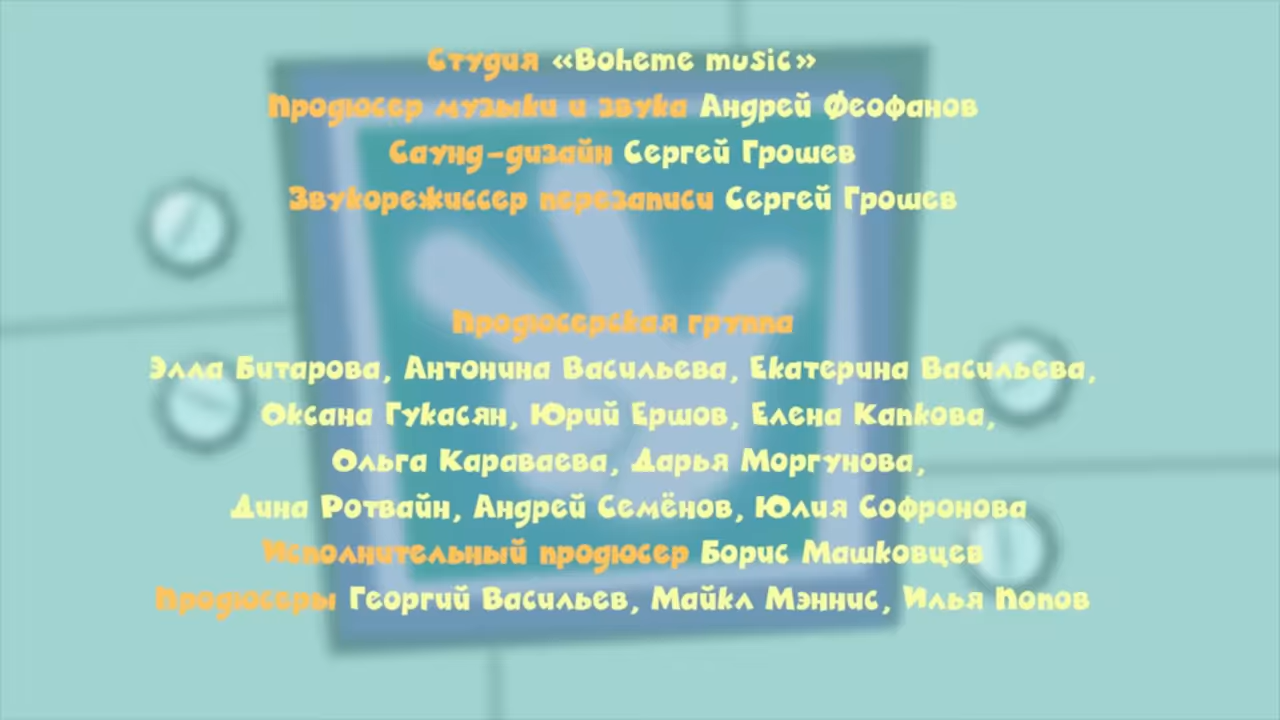 Студия «Boheme music»
Продюсер музыки и звука Андрей Феофанов
Саунд-дизайн Сергей Грошев
Звукорежиссер перезаписи Сергей Грошев
Продюсерская группа
Элла Битарова, Антонина Васильева, Екатерина Васильева,
Оксана Гукасян, Юрий Ершов, Елена Капкова,
Ольга Караваева, Дарья Моргунова,
Дина Ротвайн, Андрей Семёнов, Юлия Софронова
Исполнительный продюсер Борис Машковцев
Продюсеры Георгий Васильев, Майкл Мэннис, Илья Попов